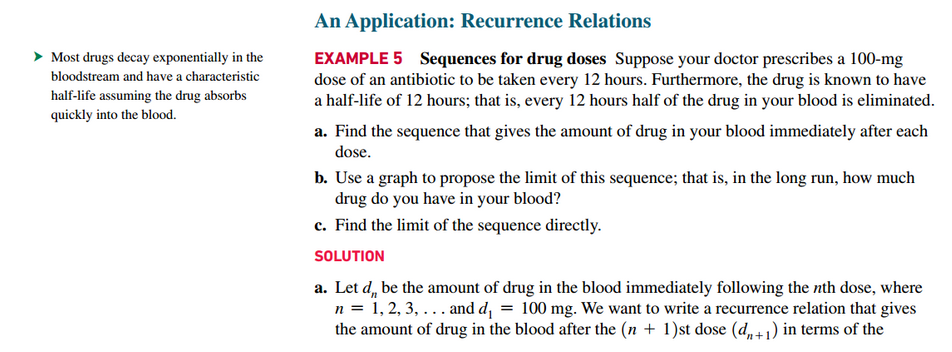 An Application: Recurrence Relations
➤ Most drugs decay exponentially in the
bloodstream and have a characteristic
half-life assuming the drug absorbs
quickly into the blood.
EXAMPLE 5 Sequences for drug doses Suppose your doctor prescribes a 100-mg
dose of an antibiotic to be taken every 12 hours. Furthermore, the drug is known to have
a half-life of 12 hours; that is, every 12 hours half of the drug in your blood is eliminated.
a. Find the sequence that gives the amount of drug in your blood immediately after each
dose.
b. Use a graph to propose the limit of this sequence; that is, in the long run, how much
drug do you have in your blood?
c. Find the limit of the sequence directly.
SOLUTION
a. Let dₙ be the amount of drug in the blood immediately following the nth dose, where
n = 1, 2, 3, . . . and d₁ = 100 mg. We want to write a recurrence relation that gives
the amount of drug in the blood after the (n + 1)st dose (dₙ₊₁) in terms of the